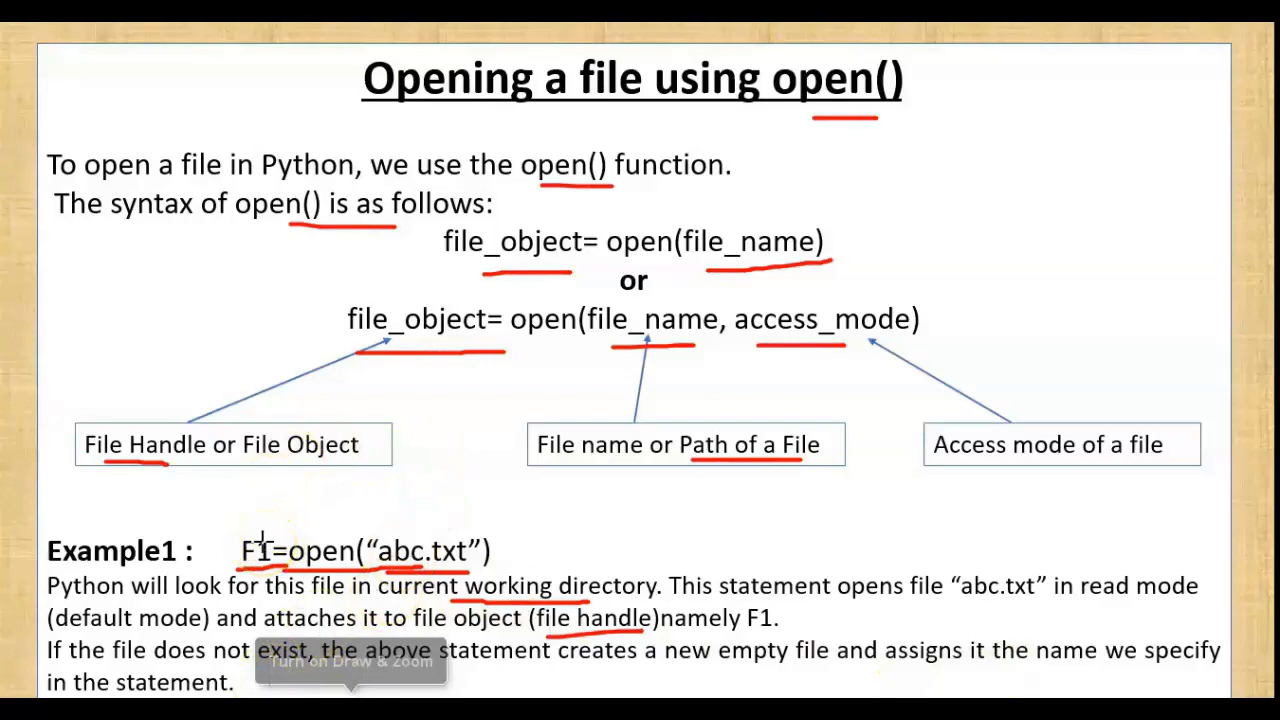 Opening a file using open()
To open a file in Python, we use the open() function.
The syntax of open() is as follows:
file_object= open(file_name)
or
file_object= open(file_name, access_mode)
File Handle or File Object
File name or Path of a File
Access mode of a file
Example1 : F1=open(“abc.txt”)
Python will look for this file in current working directory. This statement opens file “abc.txt” in read mode
(default mode) and attaches it to file object (file handle)namely F1.
If the file does not exist, the above statement creates a new empty file and assigns it the name we specify
Turn on Draw & Zoom
in the statement.